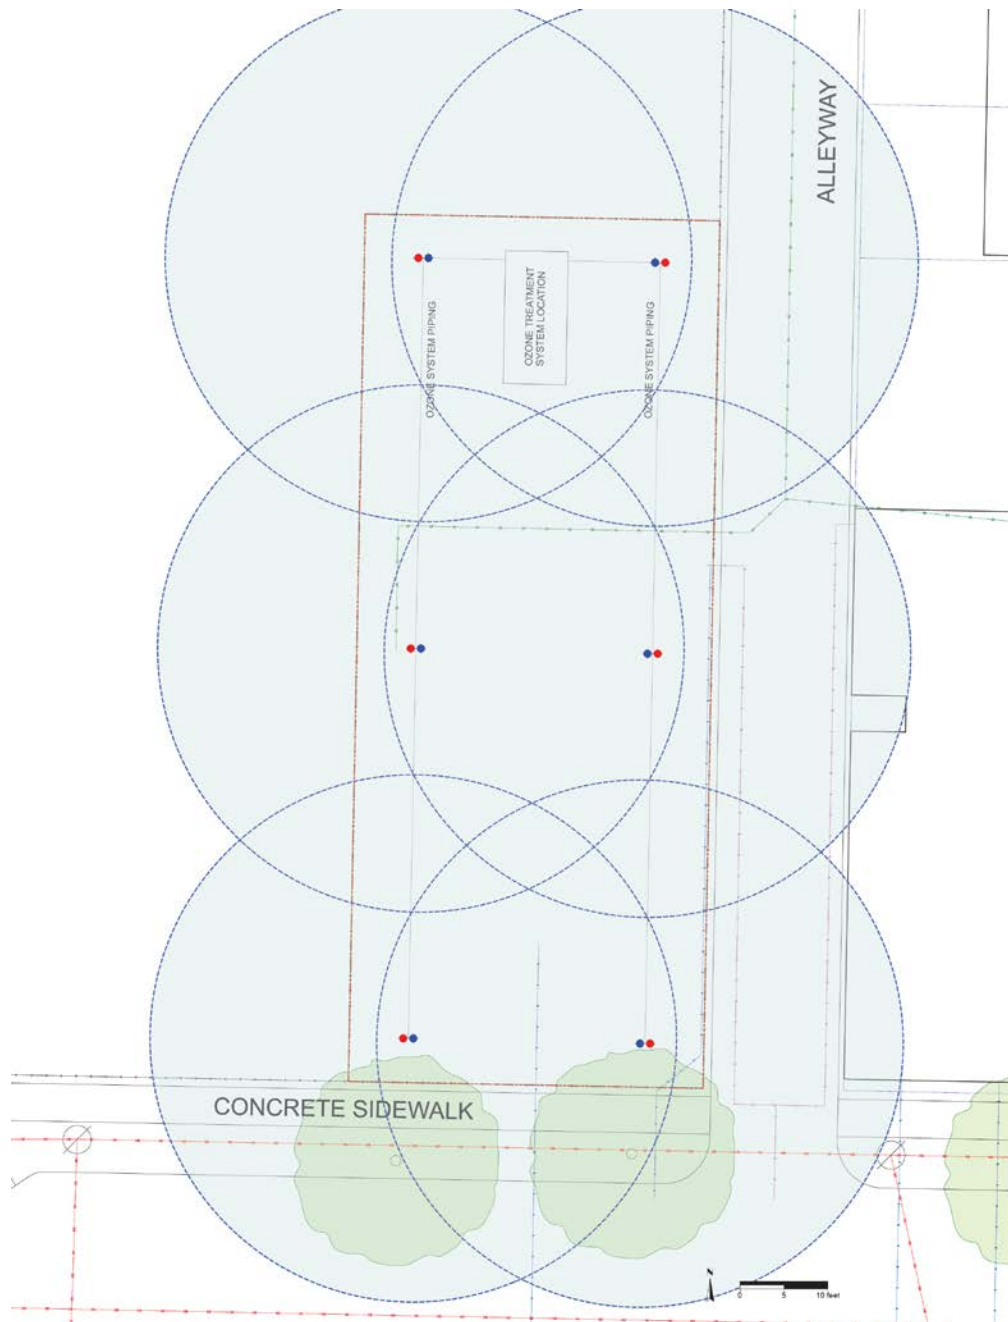 ALLEYWAY
OZONE TREATMENT
SYSTEM LOCATION
OZONE SYSTEM PIPING
OZONE SYSTEM PIPING
CONCRETE SIDEWALK
N
0 5 10 feet